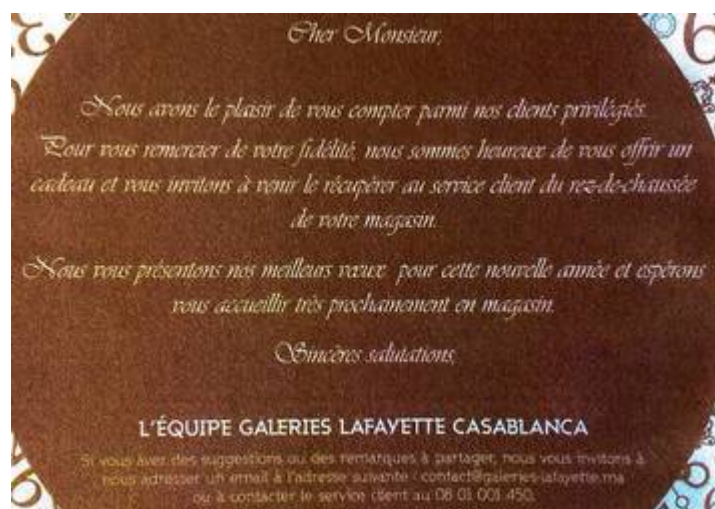 Cher Monsieur,
Nous avons le plaisir de vous compter parmi nos clients privilégiés.
Pour vous remercier de votre fidélité, nous sommes heureux de vous offrir un
cadeau et vous invitons à venir le récupérer au service client du rez-de-chaussée
de votre magasin.
Nous vous présentons nos meilleurs vœux pour cette nouvelle année et espérons
vous accueillir très prochainement en magasin.
Sincères salutations,
L'ÉQUIPE GALERIES LAFAYETTE CASABLANCA
Si vous avez des suggestions ou des remarques à partager, nous vous invitons à
nous adresser un email à l'adresse suivante : contact@galeries-lafayette.ma
ou à contacter le service client au 08 01 001 450.